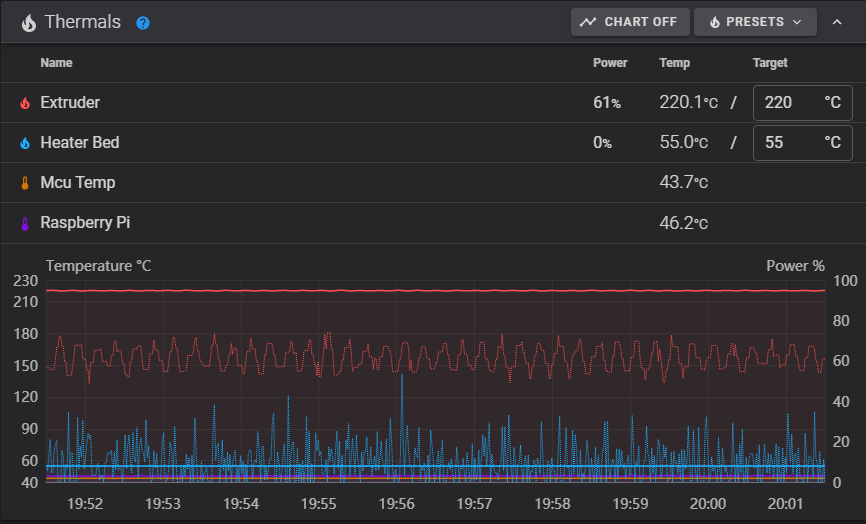 Thermals ? CHART OFF PRESETS
Name Power Temp Target
Extruder 61% 220.1°C / 220 °C
Heater Bed 0% 55.0°C / 55 °C
Mcu Temp 43.7°C
Raspberry Pi 46.2°C
Temperature °C Power %
230 100
210
80
180
150 60
120
40
90
20
60
40 0
19:52 19:53 19:54 19:55 19:56 19:57 19:58 19:59 20:00 20:01